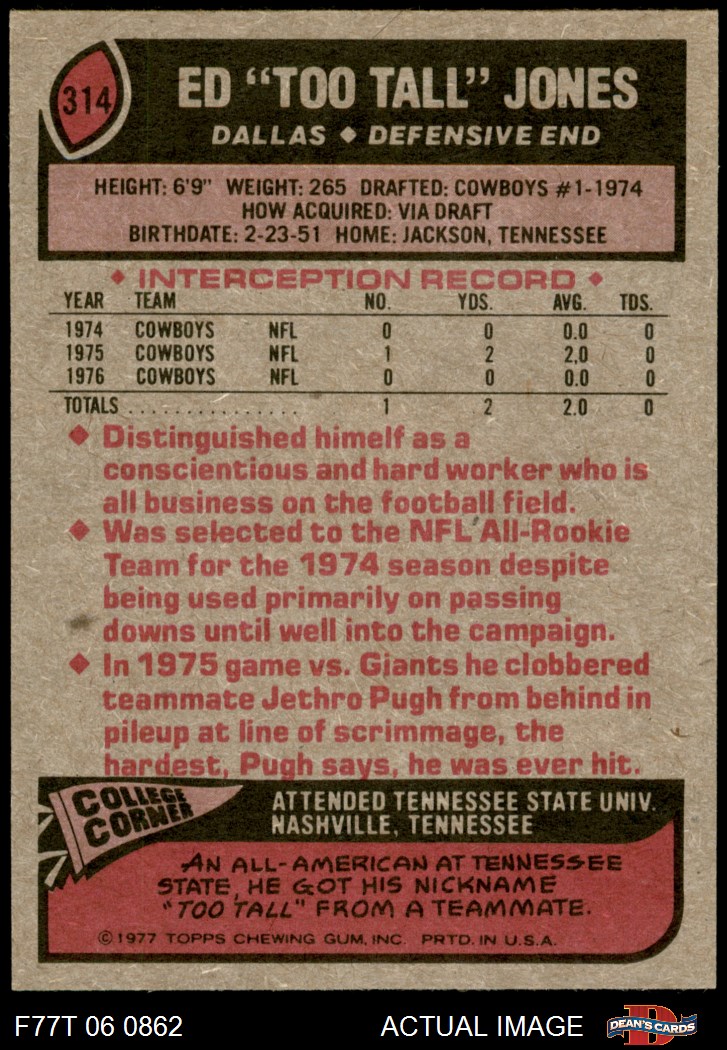 314
ED "TOO TALL" JONES
DALLAS ◆ DEFENSIVE END
HEIGHT: 6'9" WEIGHT: 265 DRAFTED: COWBOYS #1-1974
HOW ACQUIRED: VIA DRAFT
BIRTHDATE: 2-23-51 HOME: JACKSON, TENNESSEE
◆ INTERCEPTION RECORD ◆
YEAR TEAM NO. YDS. AVG. TDS.
1974 COWBOYS NFL 0 0 0.0 0
1975 COWBOYS NFL 1 2 2.0 0
1976 COWBOYS NFL 0 0 0.0 0
TOTALS . . . . . . . . . . . . . . . 1 2 2.0 0
◆ Distinguished himelf as a
conscientious and hard worker who is
all business on the football field.
◆ Was selected to the NFL All-Rookie
Team for the 1974 season despite
being used primarily on passing
downs until well into the campaign.
◆ In 1975 game vs. Giants he clobbered
teammate Jethro Pugh from behind in
pileup at line of scrimmage, the
hardest, Pugh says, he was ever hit.
COLLEGE
CORNER
ATTENDED TENNESSEE STATE UNIV.
NASHVILLE, TENNESSEE
AN ALL-AMERICAN AT TENNESSEE
STATE, HE GOT HIS NICKNAME
"TOO TALL" FROM A TEAMMATE.
© 1977 TOPPS CHEWING GUM, INC. PRTD. IN U.S.A.
F77T 06 0862 ACTUAL IMAGE DEAN'S CARDS